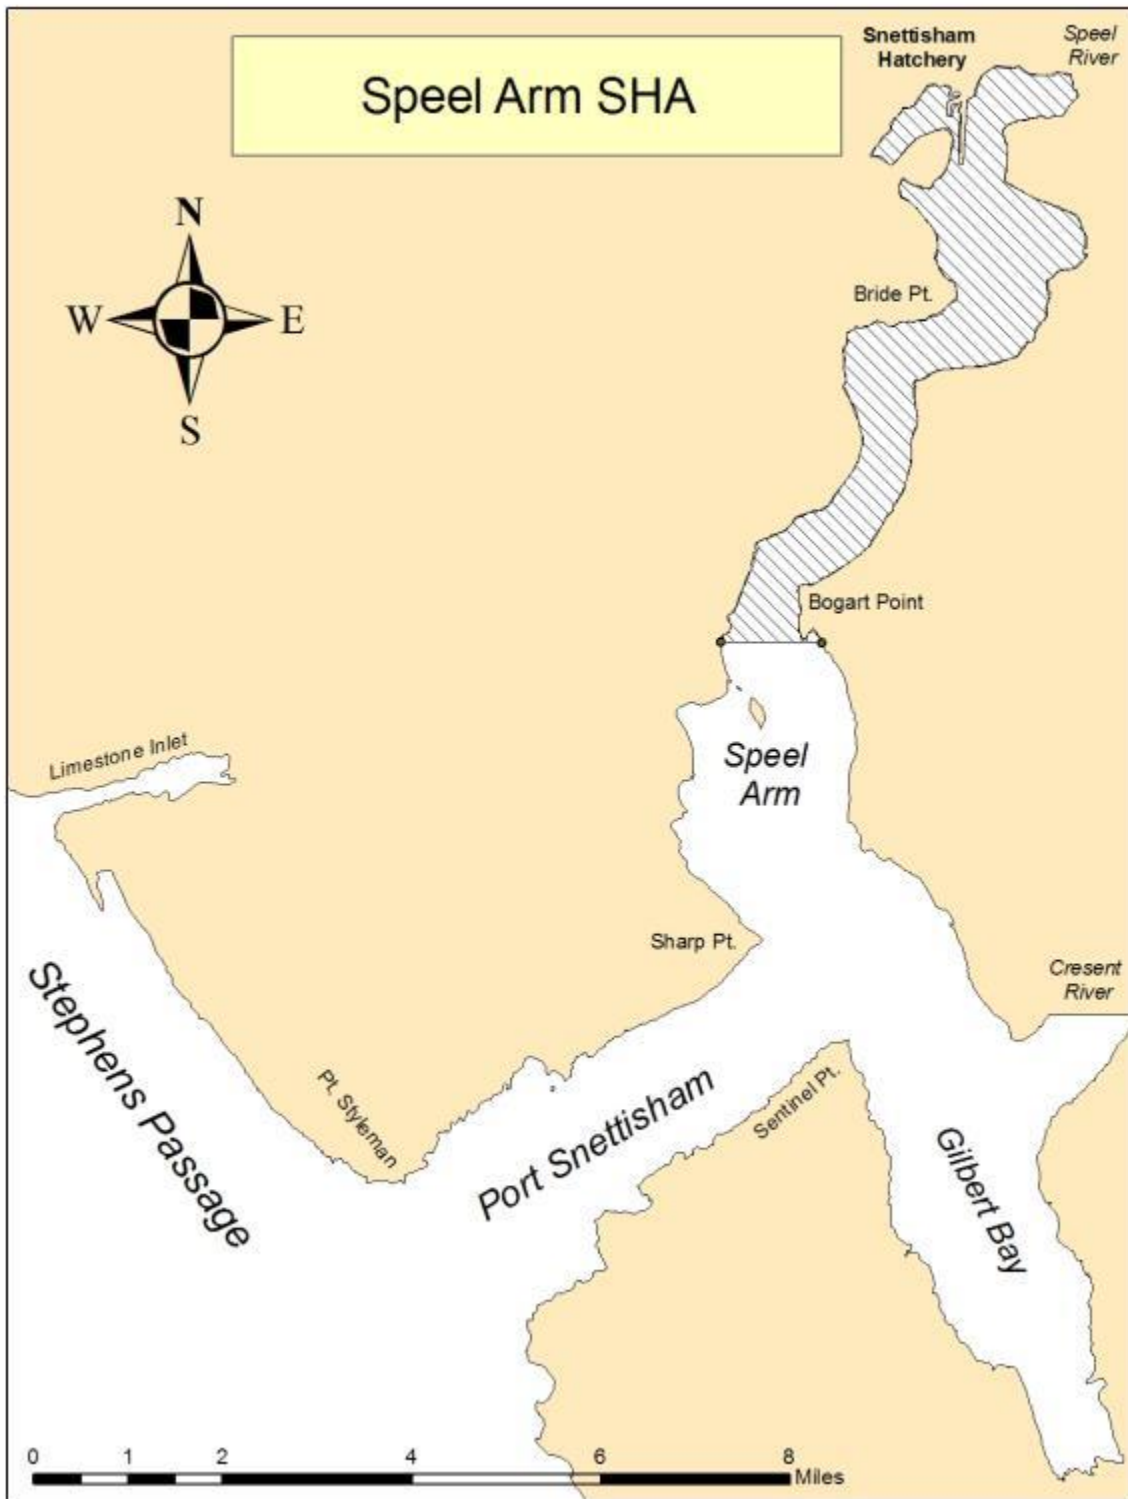 Snettisham
Hatchery
Speel
River
Speel Arm SHA
N
W
E
S
Bride Pt.
Bogart Point
Limestone Inlet
Speel
Arm
Sharp Pt.
Cresent
River
Stephens Passage
Pt. Styleman
Port Snettisham
Sentinel Pt.
Gilbert Bay
0 1 2 4 6 8
Miles